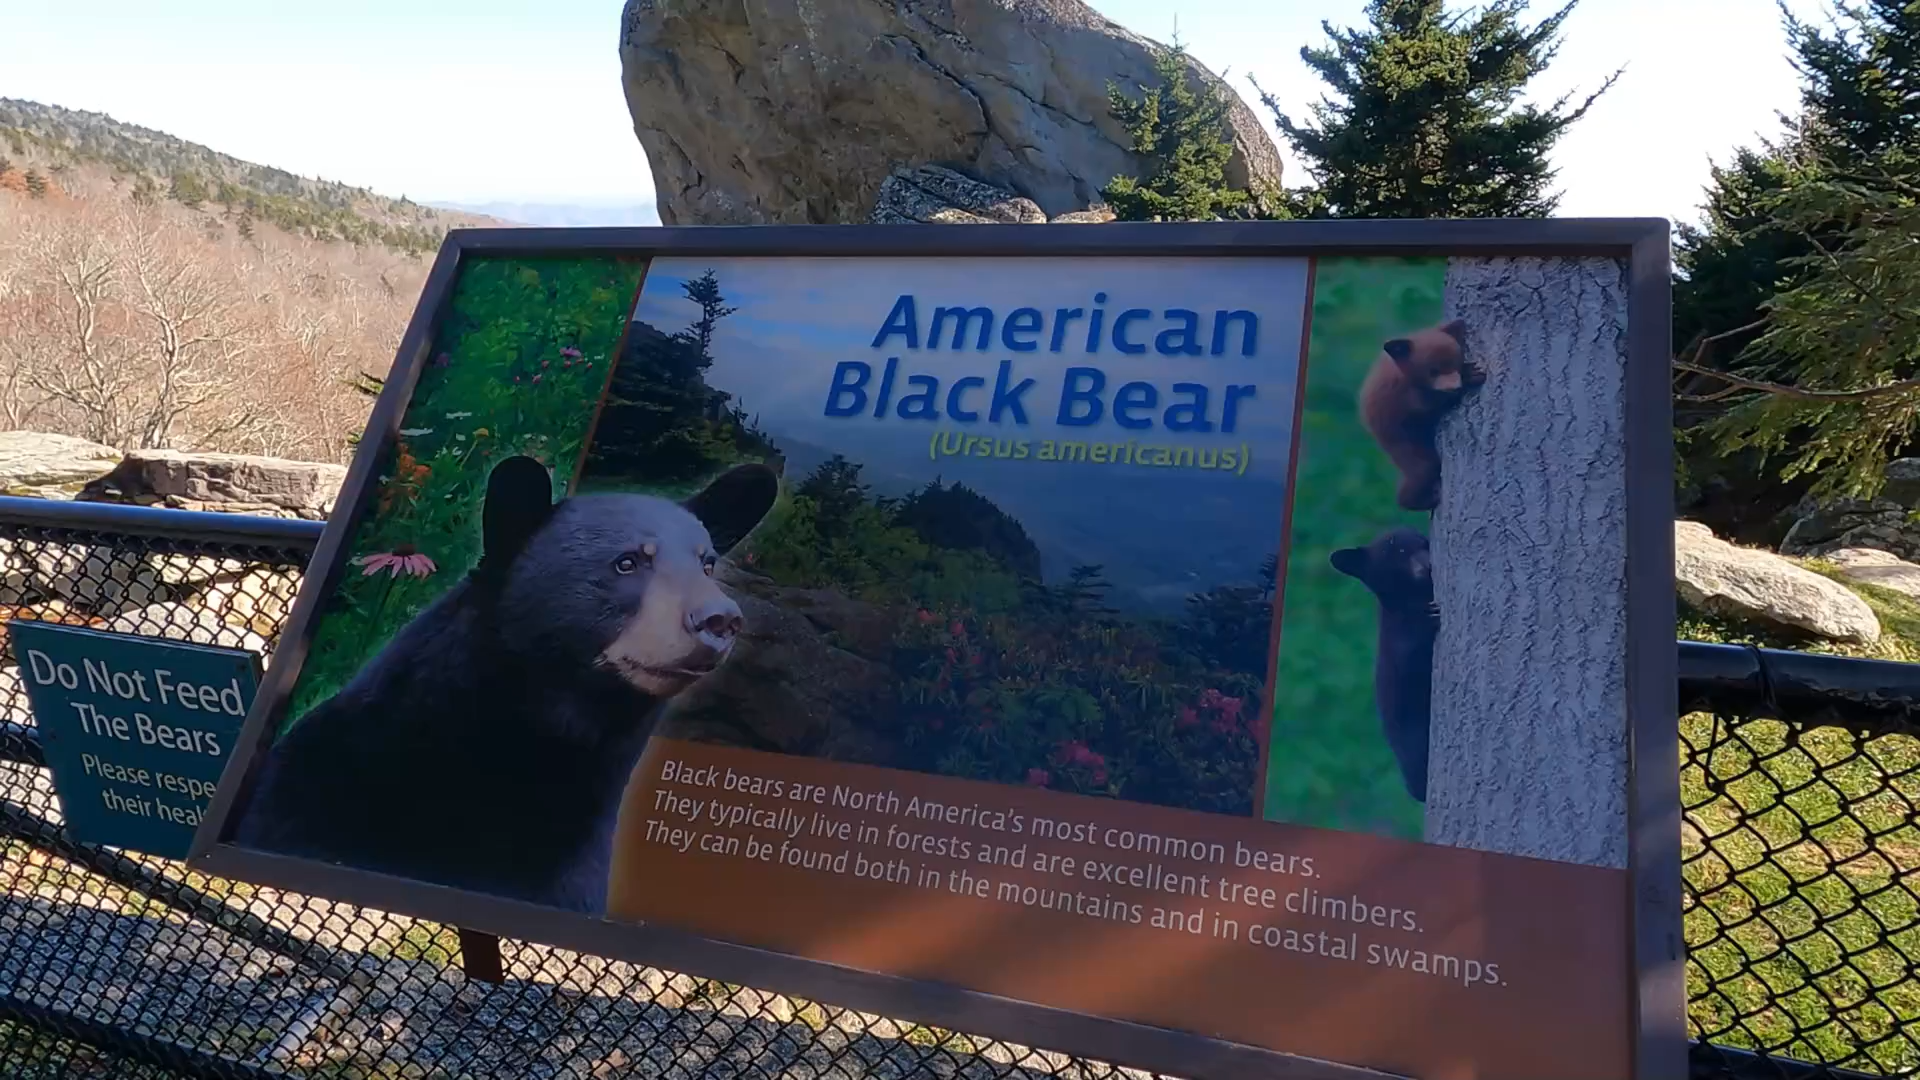 American
Black Bear
(Ursus americanus)
Black bears are North America's most common bears.
They typically live in forests and are excellent tree climbers.
They can be found both in the mountains and in coastal swamps.
Do Not Feed
The Bears
Please
their